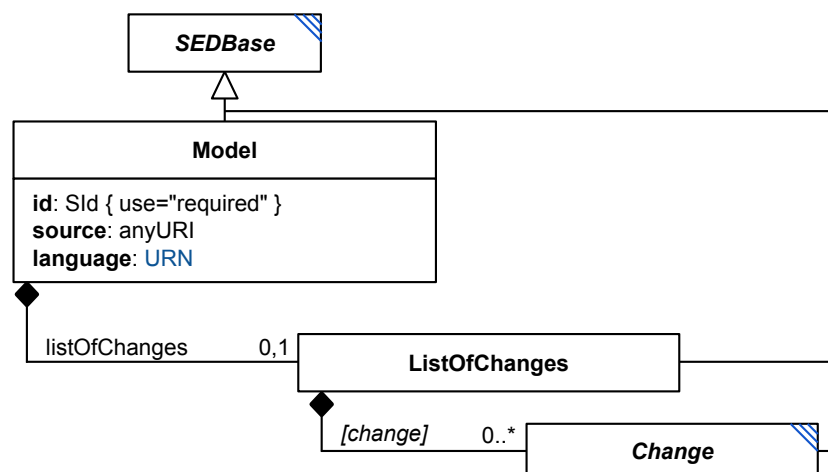 SEDBase
Model
id: SId { use="required" }
source: anyURI
language: URN
listOfChanges 0,1
ListOfChanges
[change] 0..*
Change